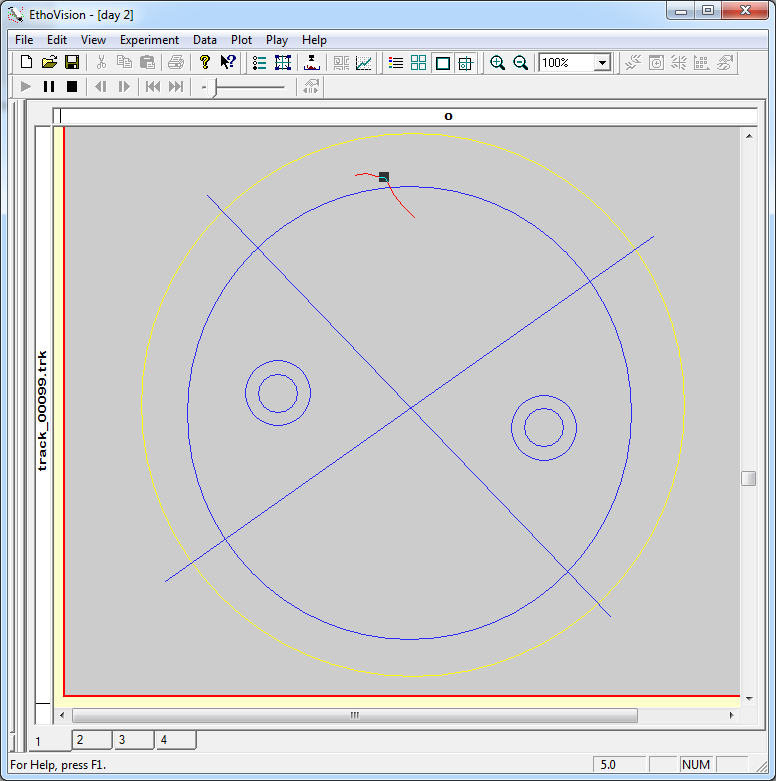 EthoVision - [day 2]
File Edit View Experiment Data Plot Play Help
100%
o
track_00099.trk
1 2 3 4
For Help, press F1. 5.0 NUM